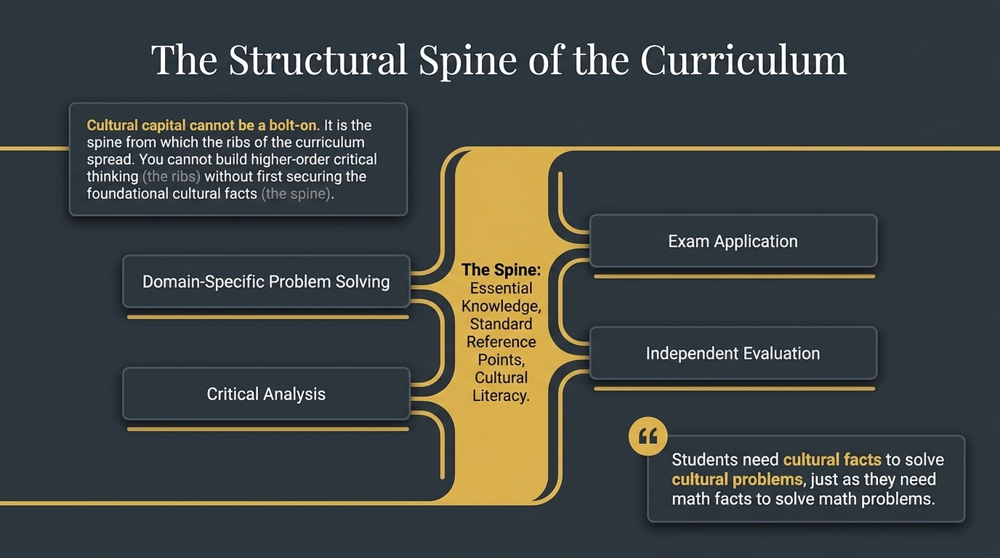 The Structural Spine of the Curriculum
Cultural capital cannot be a bolt-on. It is the
spine from which the ribs of the curriculum
spread. You cannot build higher-order critical
thinking (the ribs) without first securing the
foundational cultural facts (the spine).
Domain-Specific Problem Solving
Critical Analysis
The Spine:
Essential
Knowledge,
Standard
Reference
Points,
Cultural
Literacy.
Exam Application
Independent Evaluation
“
Students need cultural facts to solve
cultural problems, just as they need
math facts to solve math problems.